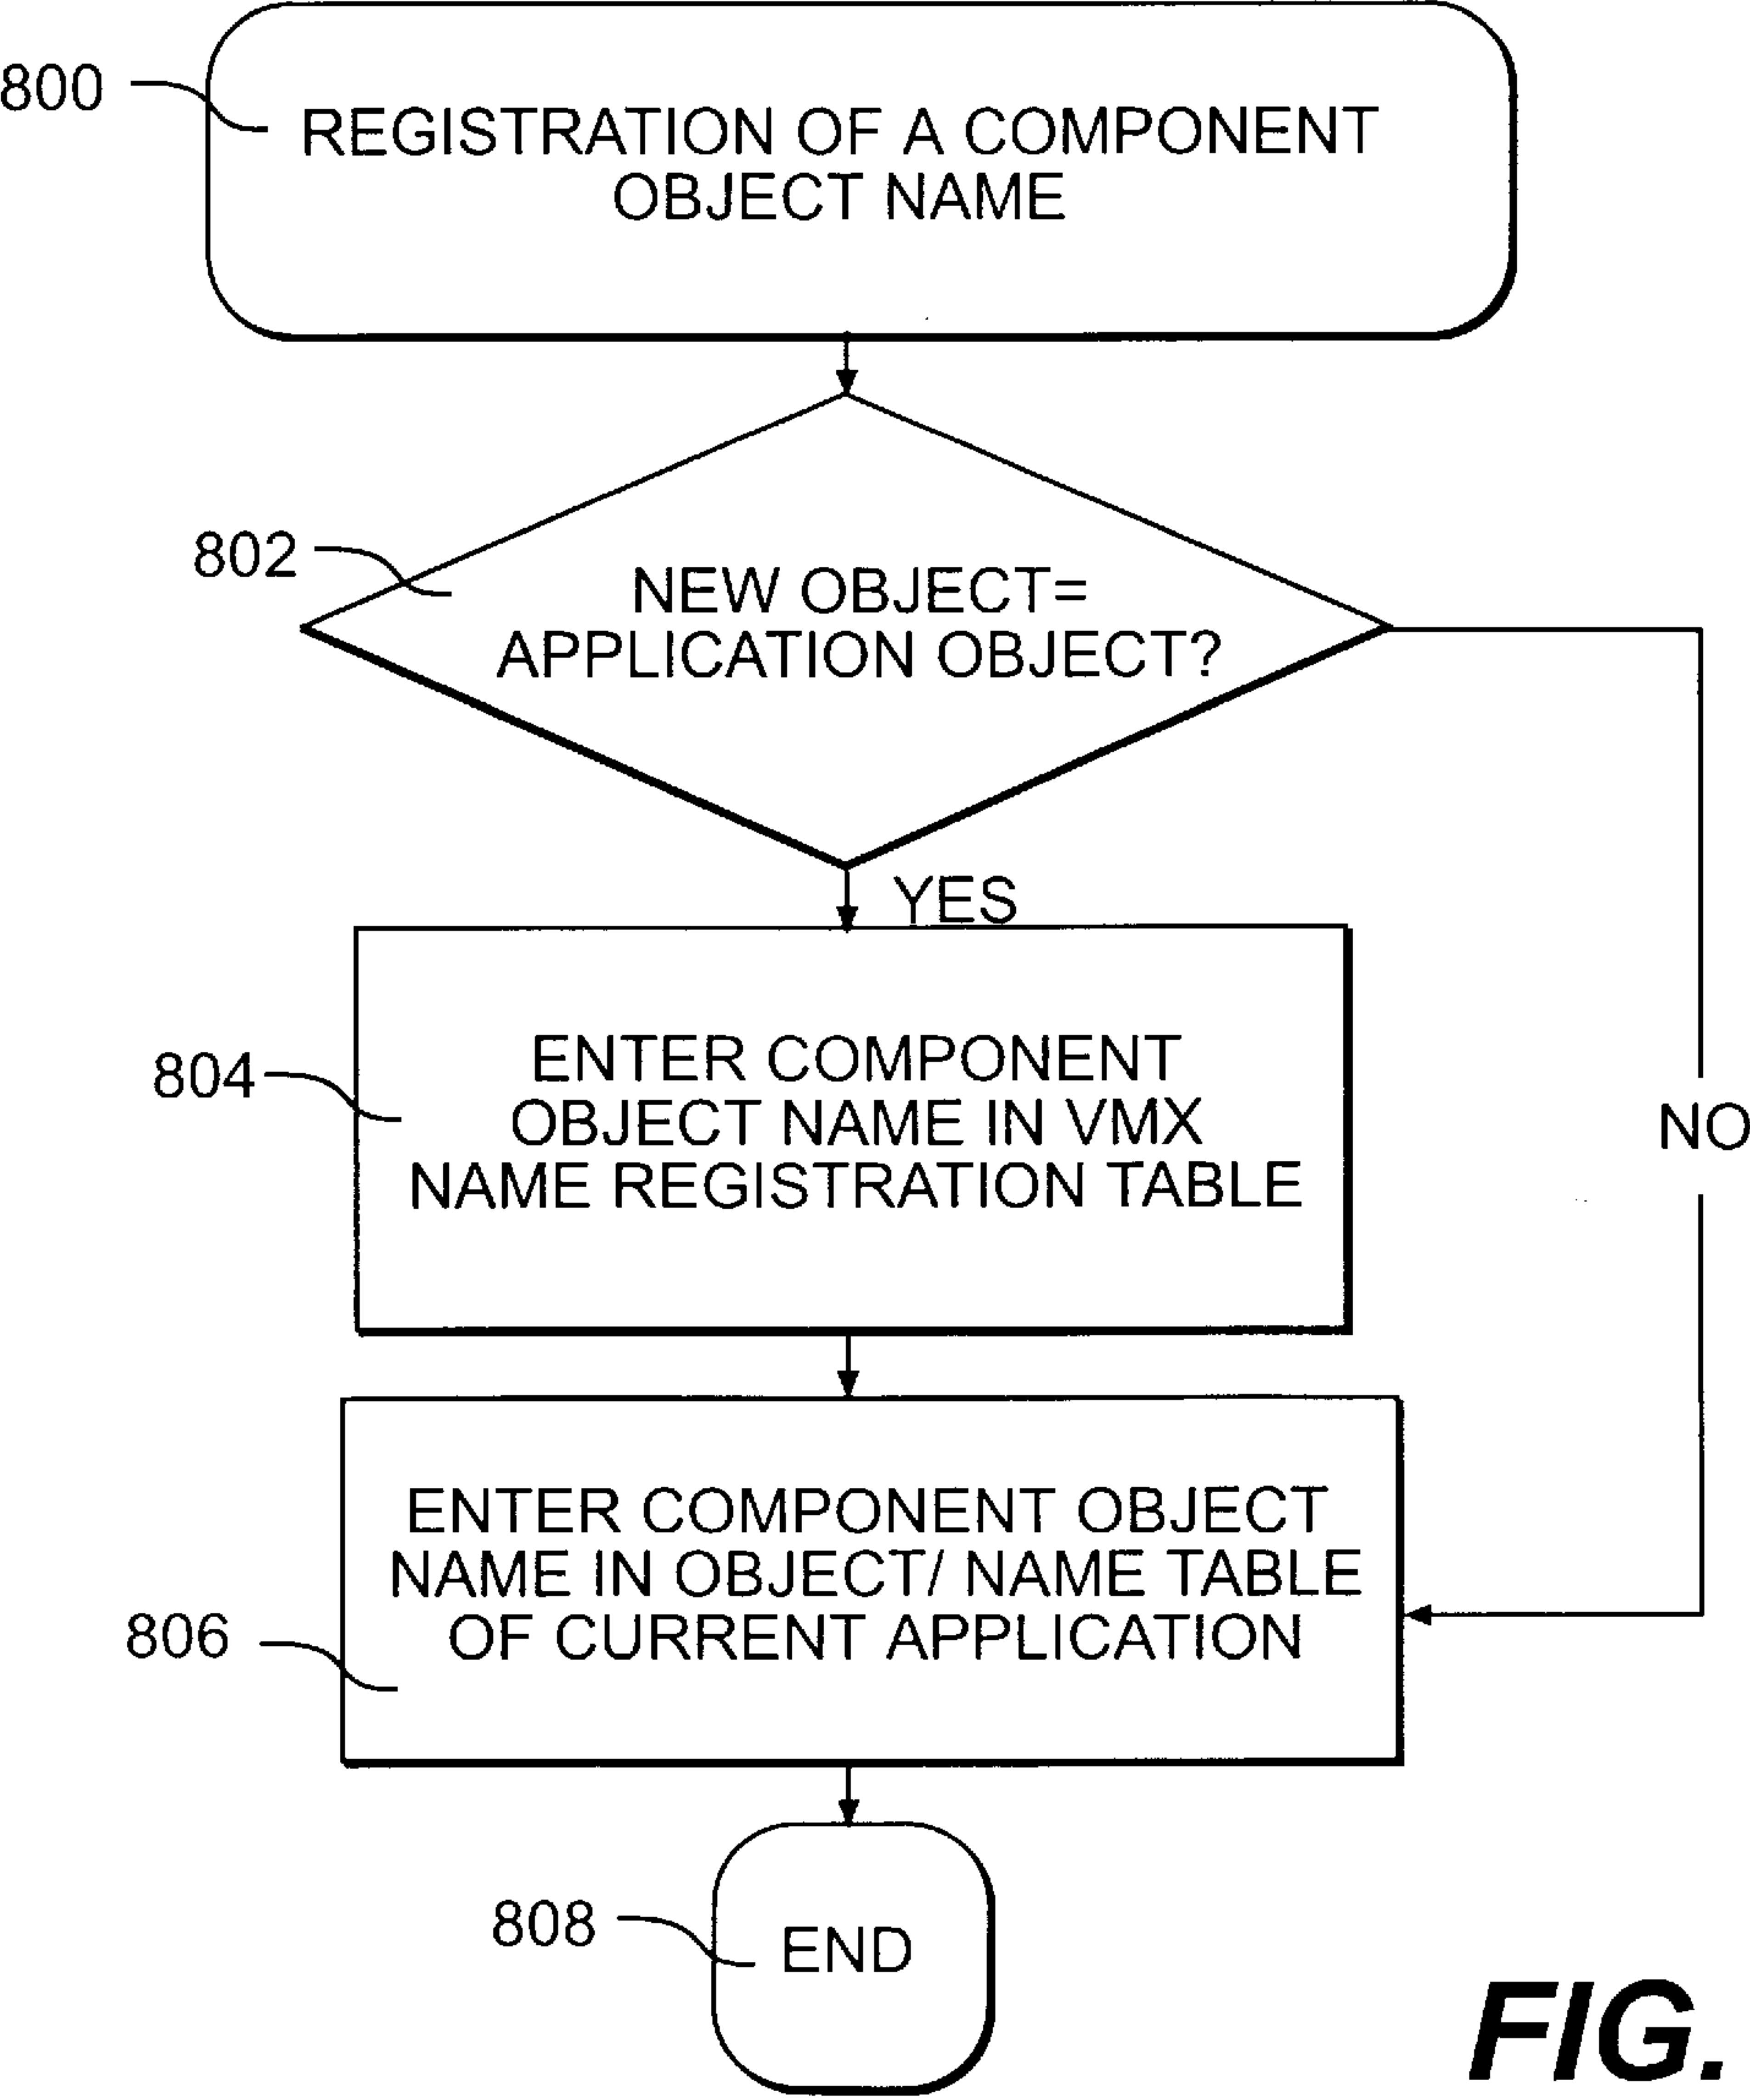 800
REGISTRATION OF A COMPONENT
OBJECT NAME
802
NEW OBJECT=
APPLICATION OBJECT?
YES
804
ENTER COMPONENT
OBJECT NAME IN VMX
NAME REGISTRATION TABLE
NO
ENTER COMPONENT OBJECT
NAME IN OBJECT/ NAME TABLE
OF CURRENT APPLICATION
806
808
END
FIG.